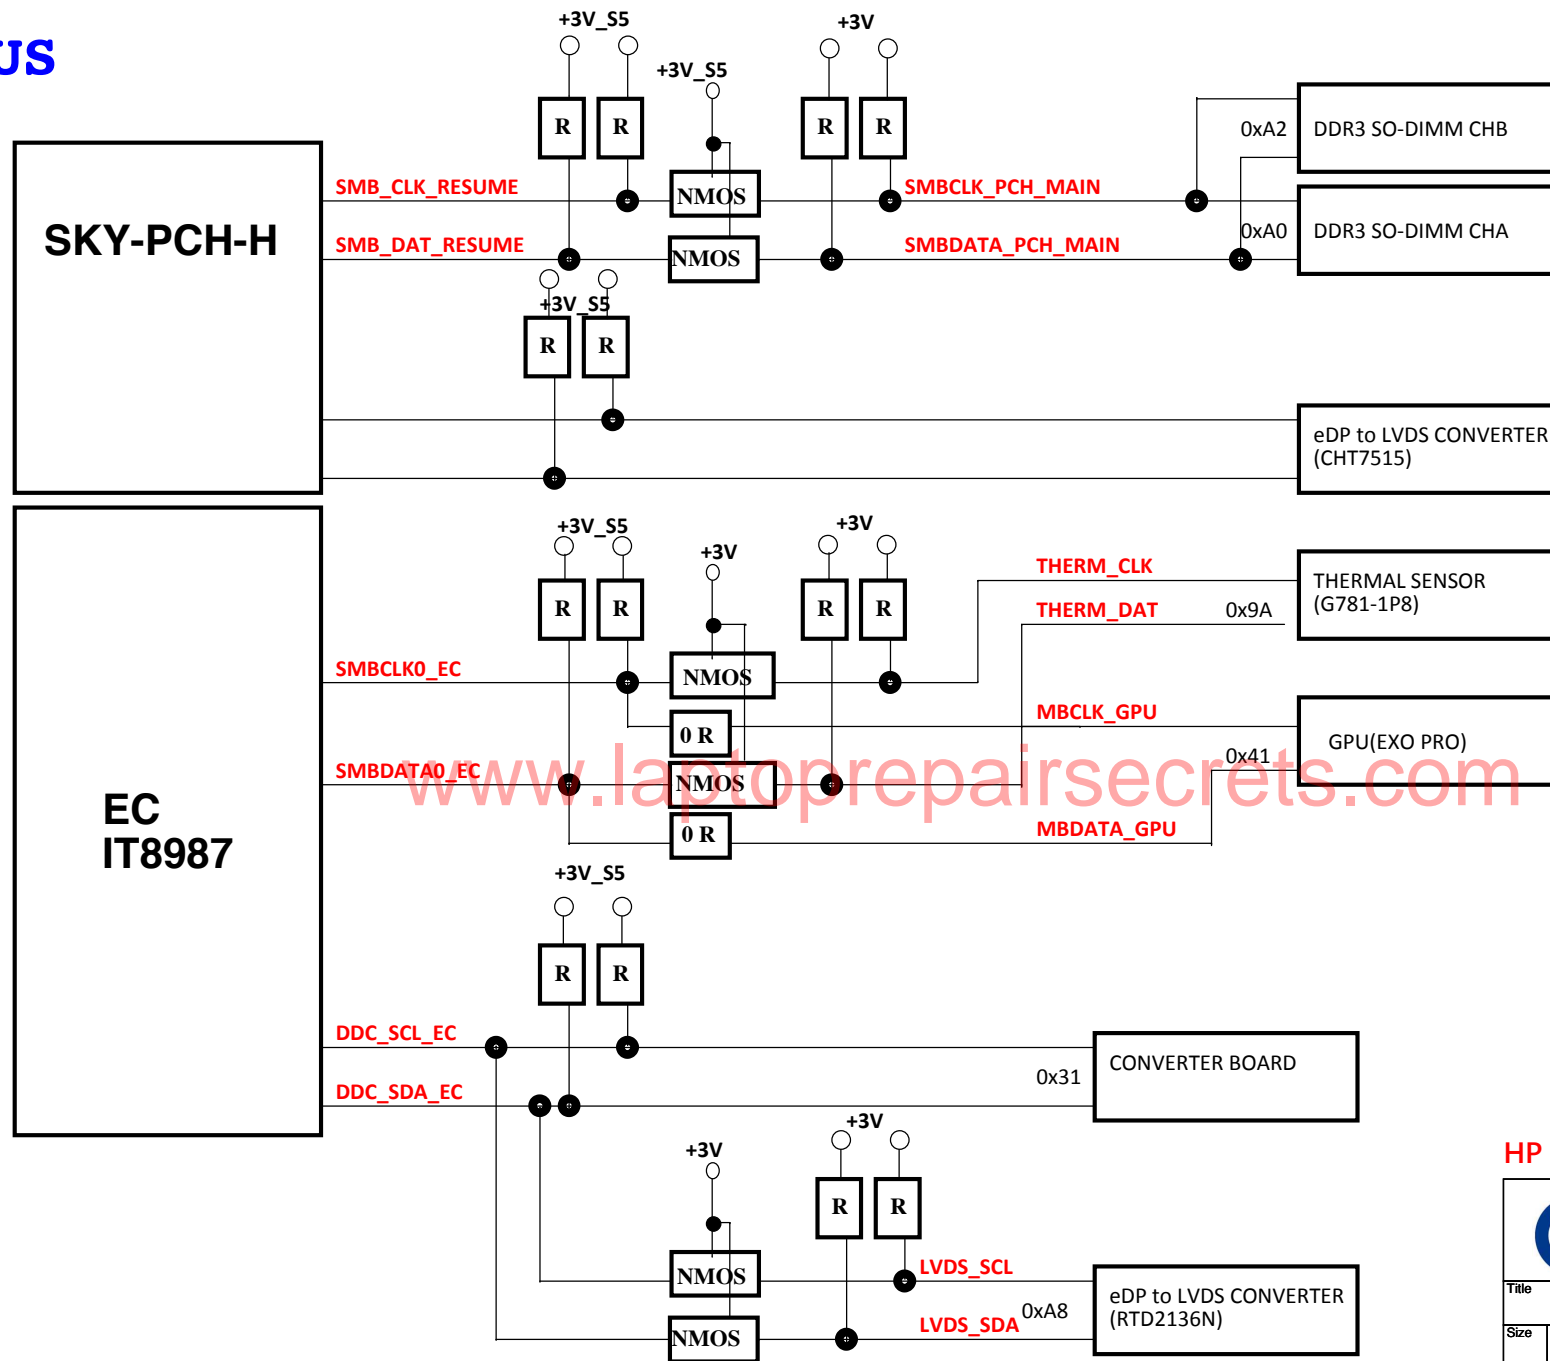 US
+3V_S5
+3V
+3V_S5
R
R
R
R
0xA2
DDR3 SO-DIMM CHB
SMB_CLK_RESUME
NMOS
SMBCLK_PCH_MAIN
SKY-PCH-H
SMB_DAT_RESUME
NMOS
SMBDATA_PCH_MAIN
0xA0
DDR3 SO-DIMM CHA
+3V_S5
R
R
eDP to LVDS CONVERTER
(CHT7515)
+3V_S5
+3V
+3V
R
R
R
R
THERM_CLK
THERMAL SENSOR
(G781-1P8)
THERM_DAT
0x9A
SMBCLK0_EC
NMOS
MBCLK_GPU
0 R
GPU(EXO PRO)
0x41
SMBDATA0_EC
NMOS
www.laptoprepairsecrets.com
EC
IT8987
0 R
MBDATA_GPU
+3V_S5
R
R
DDC_SCL_EC
CONVERTER BOARD
0x31
DDC_SDA_EC
+3V
+3V
R
R
HP
NMOS
LVDS_SCL
eDP to LVDS CONVERTER
(RTD2136N)
0xA8
LVDS_SDA
NMOS
Title
Size